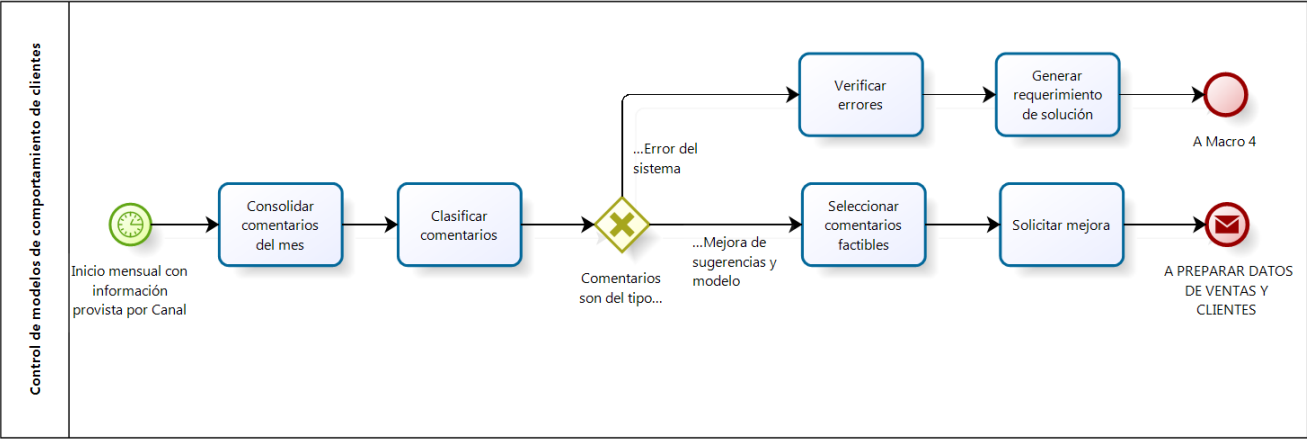 Control de modelos de comportamiento de clientes
Inicio mensual con
información
provista por Canal
Consolidar
comentarios
del mes
Clasificar
comentarios
Comentarios
son del tipo...
...Error del
sistema
Verificar
errores
Generar
requerimiento
de solución
A Macro 4
...Mejora de
sugerencias y
modelo
Seleccionar
comentarios
factibles
Solicitar mejora
A PREPARAR DATOS
DE VENTAS Y
CLIENTES